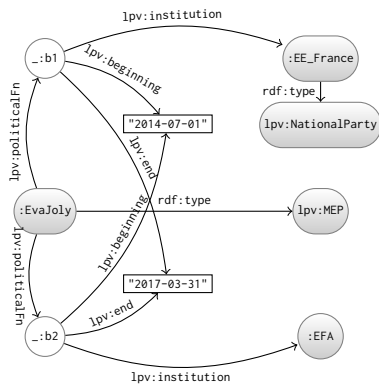 lpv:institution
_:b1
:EE_France
lpv:beginning
rdf:type
lpv:politicalFn
"2014-07-01"
lpv:NationalParty
lpv:end
:EvaJoly
rdf:type
lpv:MEP
lpv:beginning
lpv:politicalFn
"2017-03-31"
lpv:end
_:b2
:EFA
lpv:institution